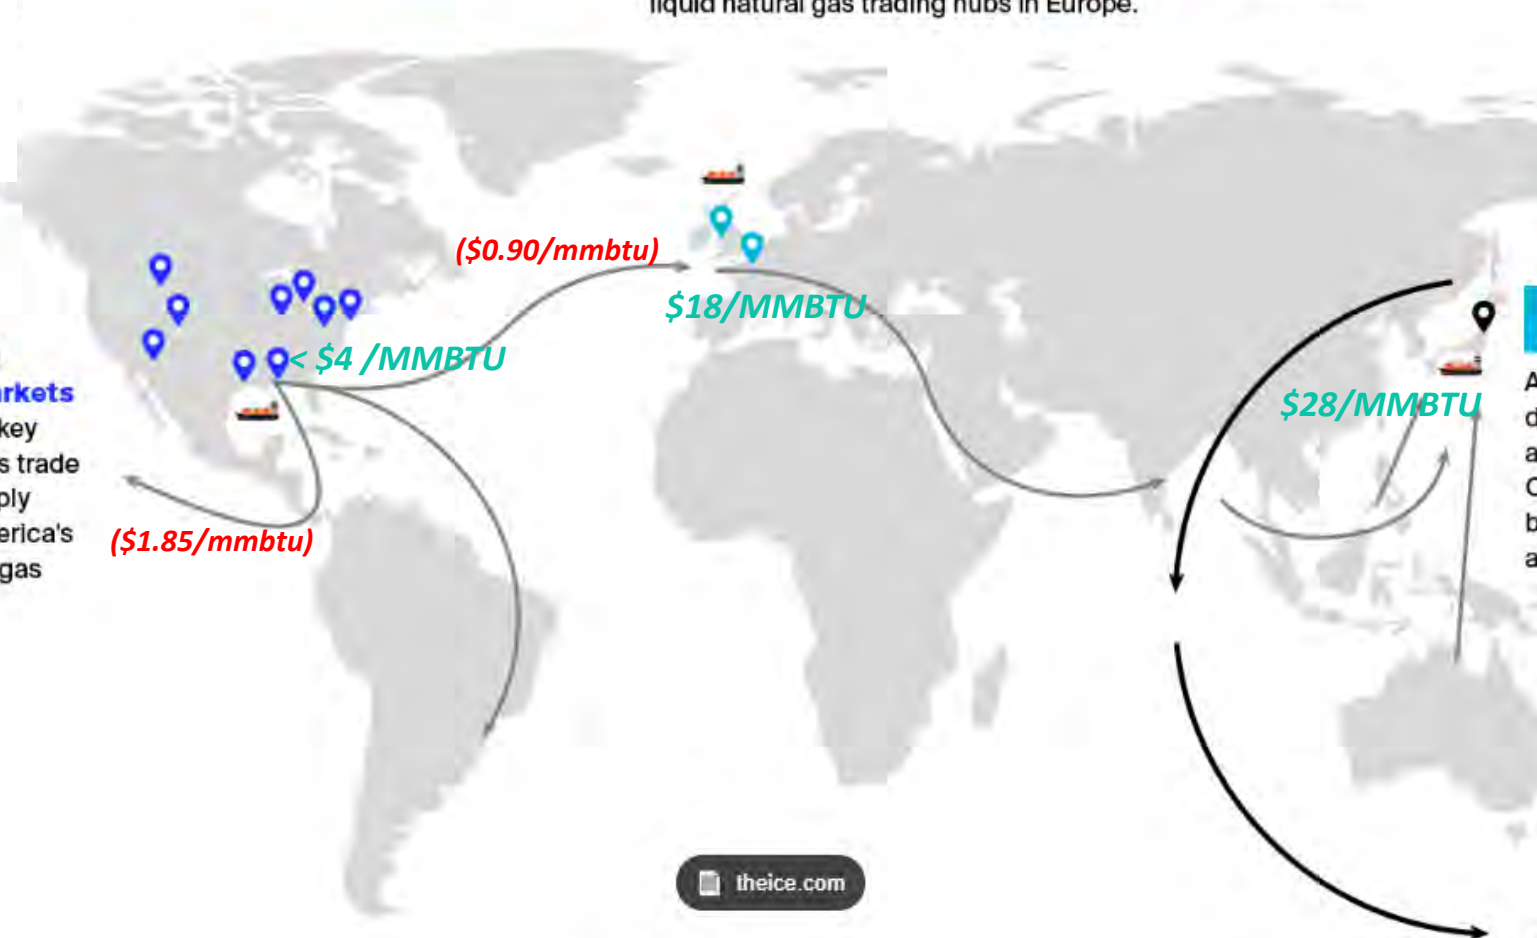 liquid natural gas trading hubs in Europe.
($0.90/mmbtu)
$18/MMBTU
< $4 /MMBTU
$28/MMBTU
rkets
key
s trade
ply
erica's
gas
($1.85/mmbtu)
A
d
a
C
b
a
theice.com